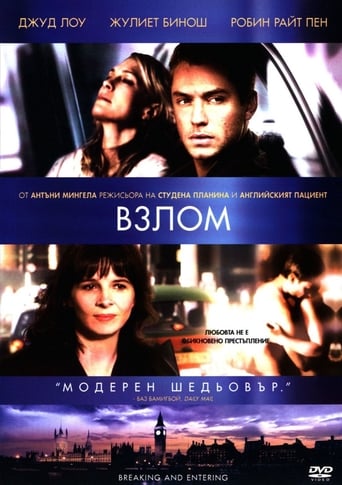 ДЖУД ЛОУ ЖУЛИЕТ БИНОШ РОБИН РАЙТ ПЕН
ОТ АНТЪНИ МИНГЕЛА РЕЖИСЬОРА НА СТУДЕНА ПЛАНИНА И АНГЛИЙСКИЯТ ПАЦИЕНТ
ВЗЛОМ
ЛЮБОВТА НЕ Е
ОБИКНОВЕНО ПРЕСТЪПЛЕНИЕ
"МОДЕРЕН ШЕДЬОВЪР."
- БАЗ БАМИГБОЙ, DAILY MAIL
BREAKING AND ENTERING
DVD
VIDEO